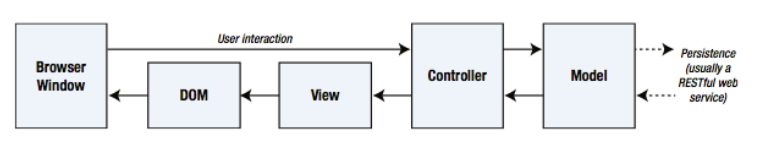 User interaction
Browser
Window
DOM
View
Controller
Model
Persistence
(usually a
RESTful web
service)